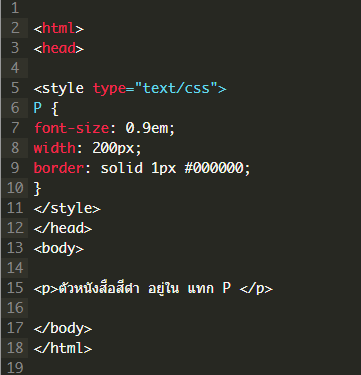 1
2 <html>
3 <head>
4
5 <style type="text/css">
6 P {
7 font-size: 0.9em;
8 width: 200px;
9 border: solid 1px #000000;
10 }
11 </style>
12 </head>
13 <body>
14
15 <p>ตัวหนังสือสีดำ อยู่ใน แทก P </p>
16
17 </body>
18 </html>
19